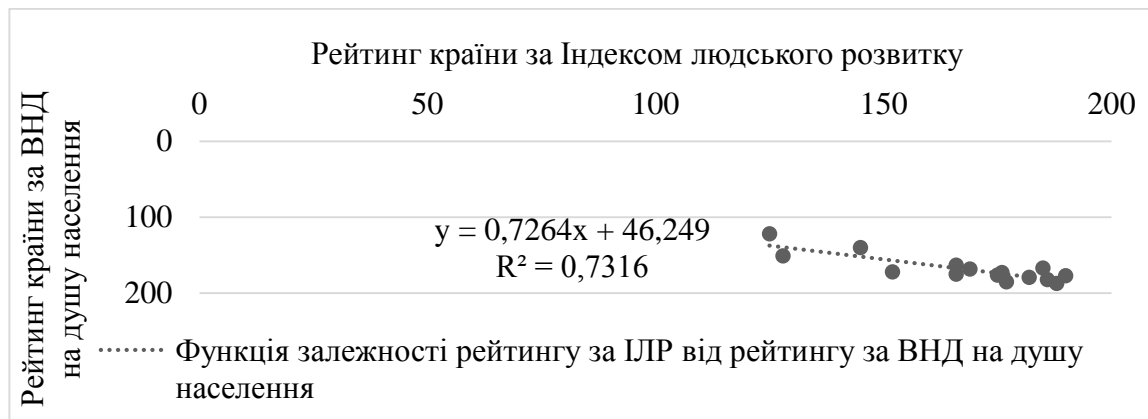 Рейтинг країни за Індексом людського розвитку
0 50 100 150 200
Рейтинг країни за ВНД
на душу населення
0
100
200
y = 0,7264x + 46,249
R² = 0,7316
Функція залежності рейтингу за ІЛР від рейтингу за ВНД на душу
населення